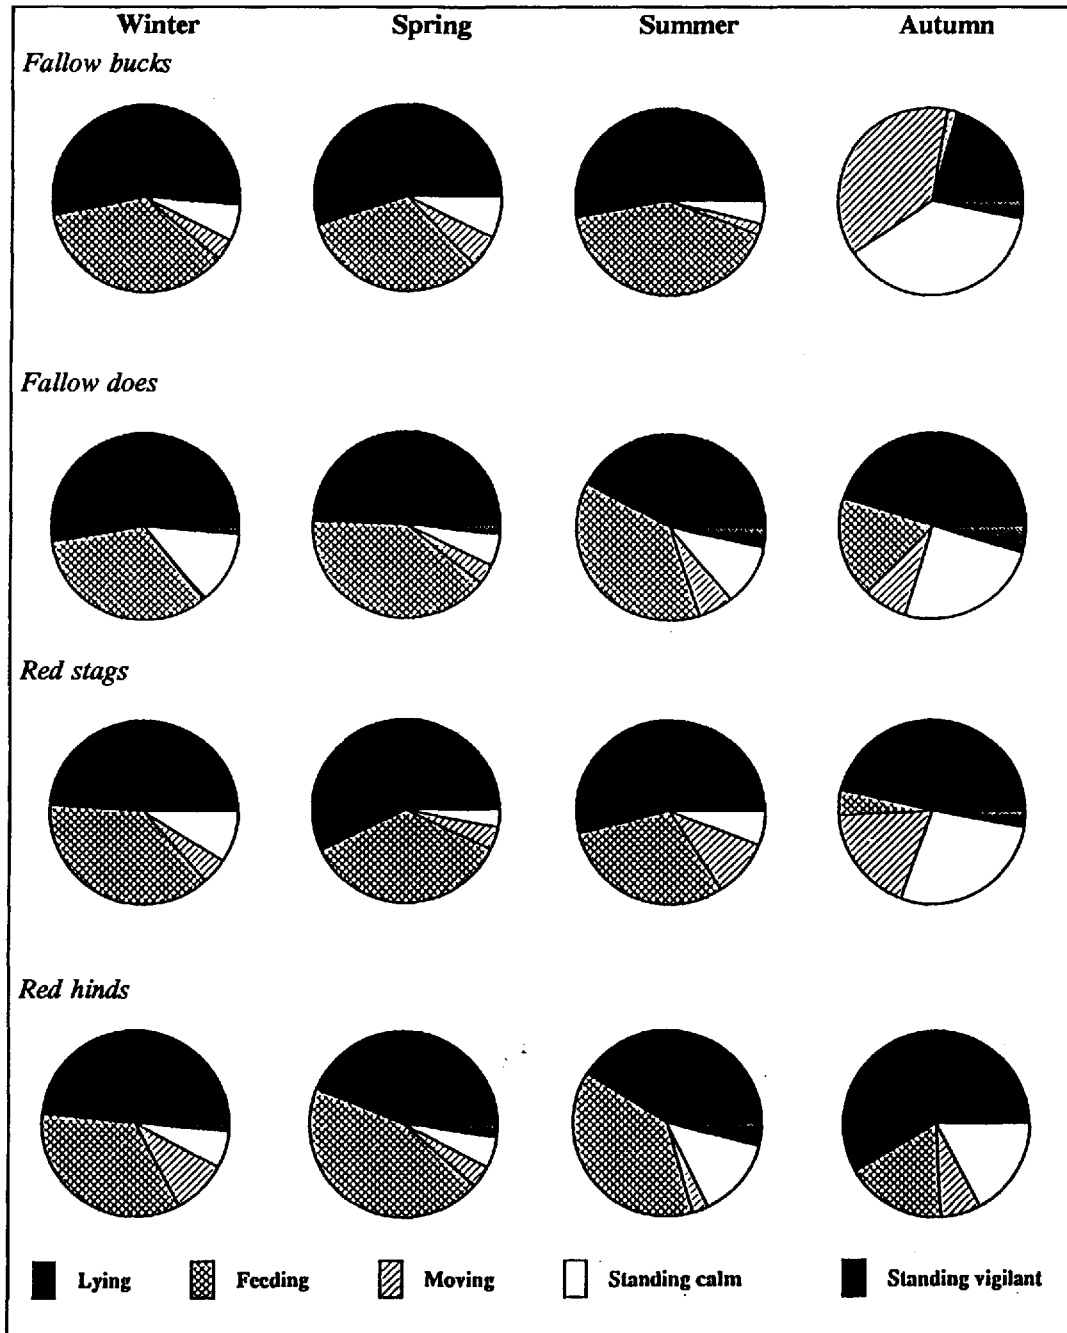 Winter Spring Summer Autumn
Fallow bucks
Fallow does
Red stags
Red hinds
Lying Feeding Moving Standing calm Standing vigilant